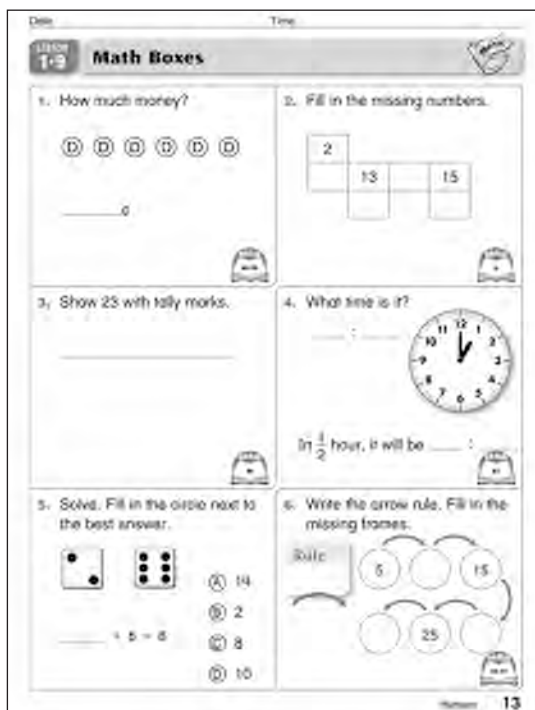 Date Time
LESSON
1·9 Math Boxes
1. How much money?
D D D D D D
______¢
2. Fill in the missing numbers.
2
13 15
3. Show 23 with tally marks.
4. What time is it?
____ : ____
11 12 1
10 2
9 3
8 4
7 6 5
In 1/2 hour, it will be ____ :
5. Solve. Fill in the circle next to
the best answer.
A 14
B 2
C 8
D 10
6. Write the arrow rule. Fill in the
missing frames.
Rule
5 15
25
13